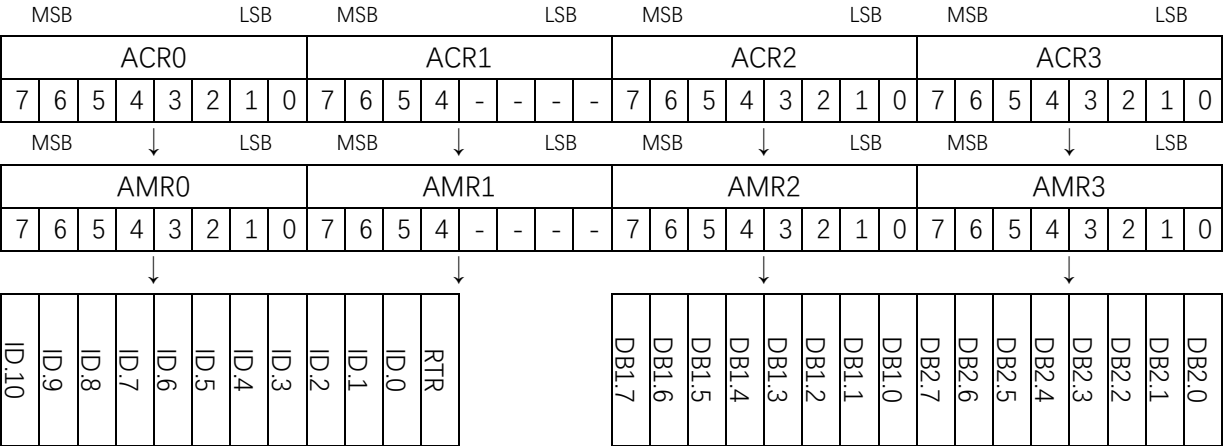 MSB LSB MSB LSB MSB LSB MSB LSB
ACR0 ACR1 ACR2 ACR3
7 6 5 4 3 2 1 0 7 6 5 4 - - - - 7 6 5 4 3 2 1 0 7 6 5 4 3 2 1 0
MSB ↓ LSB MSB ↓ LSB MSB ↓ LSB MSB ↓ LSB
AMR0 AMR1 AMR2 AMR3
7 6 5 4 3 2 1 0 7 6 5 4 - - - - 7 6 5 4 3 2 1 0 7 6 5 4 3 2 1 0
↓ ↓ ↓ ↓
ID.10 ID.9 ID.8 ID.7 ID.6 ID.5 ID.4 ID.3 ID.2 ID.1 ID.0 RTR DB1.7 DB1.6 DB1.5 DB1.4 DB1.3 DB1.2 DB1.1 DB1.0 DB2.7 DB2.6 DB2.5 DB2.4 DB2.3 DB2.2 DB2.1 DB2.0